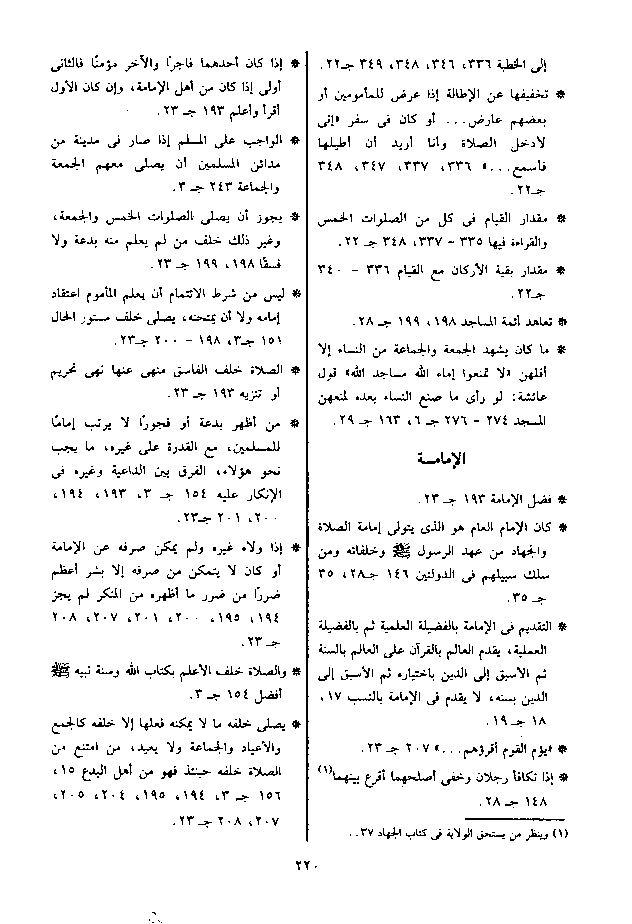 إلى الخطبة ٣٣٦، ٣٤٦، ٣٤٨، ٣٤٩ جـ٢٢.
* تخفيفها عن الإطالة إذا عرض للمأمومين أو
بعضهم عارض... أو كان فى سفر «إنى
لأدخل الصلاة وأنا أريد أن أطيلها
فأسمع...» ٣٣٦، ٣٣٧، ٣٤٧، ٣٤٨
جـ٢٢.
* مقدار القيام فى كل من الصلوات الخمس
والقراءة فيها ٣٣٥ - ٣٣٧، ٣٤٨ جـ ٢٢.
* مقدار بقية الأركان مع القيام ٣٣٦ - ٣٤٠
جـ٢٢.
* تعاهد أئمة المساجد ١٩٨، ١٩٩ جـ ٢٨.
* ما كان يشهد الجمعة والجماعة من النساء إلا
أقلهن «لا تمنعوا إماء الله مساجد الله» قول
عائشة: لو رأى ما صنع النساء بعده لمنعهن
المسجد ٢٧٤ - ٢٧٦ جـ ٦، ١٦٣ جـ ٢٩.
الإمامــة
* فضل الإمامة ١٩٣ جـ ٢٣.
* كان الإمام العام هو الذى يتولى إمامة الصلاة
والجهاد من عهد الرسول ﷺ وخلفائه ومن
سلك سبيلهم فى الدولتين ١٤٦ جـ٢٨، ٣٥
جـ ٣٥.
* التقديم فى الإمامة بالفضيلة العلمية ثم بالفضيلة
العملية، يقدم العالم بالقرآن على العالم بالسنة
ثم الأسبق إلى الدين باختياره ثم الأسبق إلى
الدين بسنه، لا يقدم فى الإمامة بالنسب ١٧،
١٨ جـ ١٩.
* «يؤم القوم أقرؤهم...» ٢٠٧ جـ ٢٣.
* إذا تكافأ رجلان وخفى أصلحهما أقرع بينهما(١)
١٤٨ جـ ٢٨.
(١) وينظر من يستحق الولاية فى كتاب الجهاد ٣٧..
* إذا كان أحدهما فاجرًا والآخر مؤمنًا فالثانى
أولى إذا كان من أهل الإمامة، وإن كان الأول
أقرأ وأعلم ١٩٣ جـ ٢٣.
* الواجب على المسلم إذا صار فى مدينة من
مدائن المسلمين أن يصلى معهم الجمعة
والجماعة ٢٤٣ جـ ٣.
* يجوز أن يصلى الصلوات الخمس والجمعة،
وغير ذلك خلف من لم يعلم منه بدعة ولا
فسقًا ١٩٨، ١٩٩ جـ ٢٣.
* ليس من شرط الائتمام أن يعلم المأموم اعتقاد
إمامه ولا أن يمتحنه، يصلى خلف مستور الحال
١٥١ جـ٣، ١٩٨ - ٢٠٠ جـ٢٣.
* الصلاة خلف الفاسق منهى عنها نهى تحريم
أو تنزيه ١٩٣ جـ ٢٣.
* من أظهر بدعة أو فجورًا لا يرتب إمامًا
للمسلمين، مع القدرة على غيره، ما يجب
نحو هؤلاء، الفرق بين الداعية وغيره فى
الإنكار عليه ١٥٤ جـ ٣، ١٩٣، ١٩٤،
٢٠٠، ٢٠١ جـ٢٣.
* إذا ولاه غيره ولم يمكن صرفه عن الإمامة
أو كان لا يتمكن من صرفه إلا بشر أعظم
ضررًا من ضرر ما أظهره من المنكر لم يجز
١٩٤، ١٩٥، ٢٠٠، ٢٠١، ٢٠٧، ٢٠٨
جـ ٢٣.
* والصلاة خلف الأعلم بكتاب الله وسنة نبيه ﷺ
أفضل ١٥٤ جـ ٣.
* يصلى خلفه ما لا يمكنه فعلها إلا خلفه كالجمع
والأعياد والجماعة ولا يعيد، من امتنع من
الصلاة خلفه حينئذ فهو من أهل البدع ١٥،
١٥٦ جـ ٣، ١٩٤، ١٩٥، ٢٠٤، ٢٠٥،
٢٠٧، ٢٠٨ جـ ٢٣.
٢٢٠